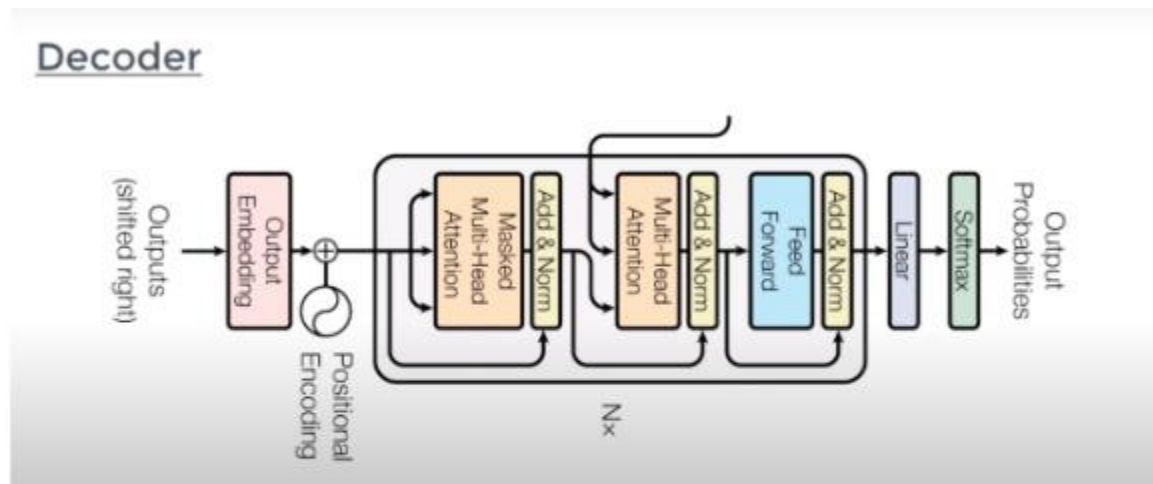 Decoder
Outputs
(shifted right)
Output
Embedding
Positional
Encoding
Masked
Multi-Head
Attention
Add & Norm
Multi-Head
Attention
Add & Norm
Feed
Forward
Add & Norm
Nx
Linear
Softmax
Output
Probabilities